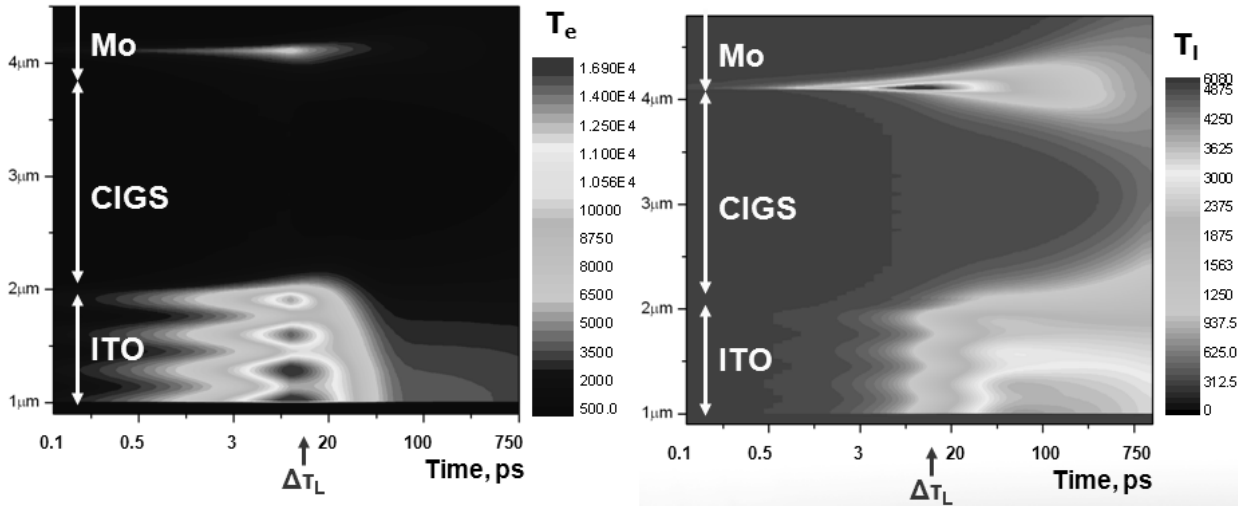 Te
Mo
CIGS
ITO
4μm
3μm
2μm
1μm
0.1
0.5
3
20
100
750
Time, ps
ΔτL
1.690E4
1.400E4
1.250E4
1.100E4
1.056E4
10000
8750
8000
6500
5000
3500
2000
500.0
Tl
Mo
CIGS
ITO
4μm
3μm
2μm
1μm
0.1
0.5
3
20
100
750
Time, ps
ΔτL
6080
4875
4250
3625
3000
2375
1875
1563
1250
937.5
625.0
312.5
0